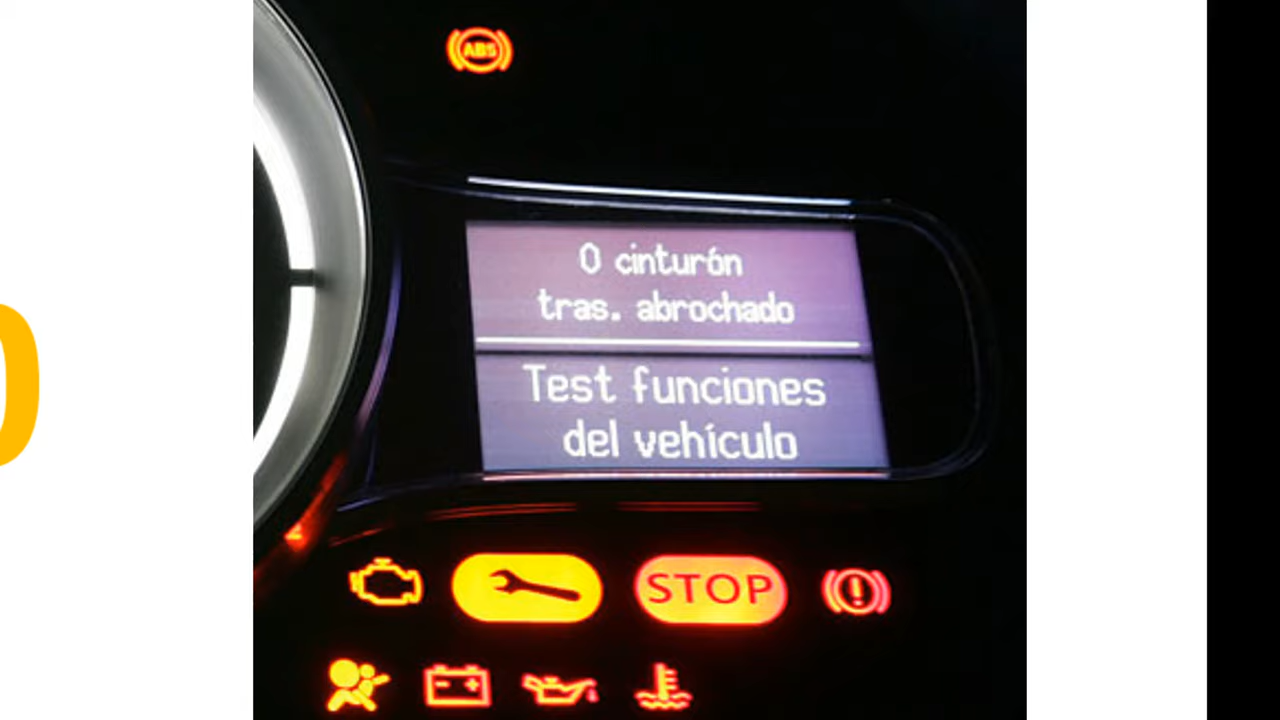 ABS
0 cinturón
tras. abrochado
Test funciones
del vehículo
STOP